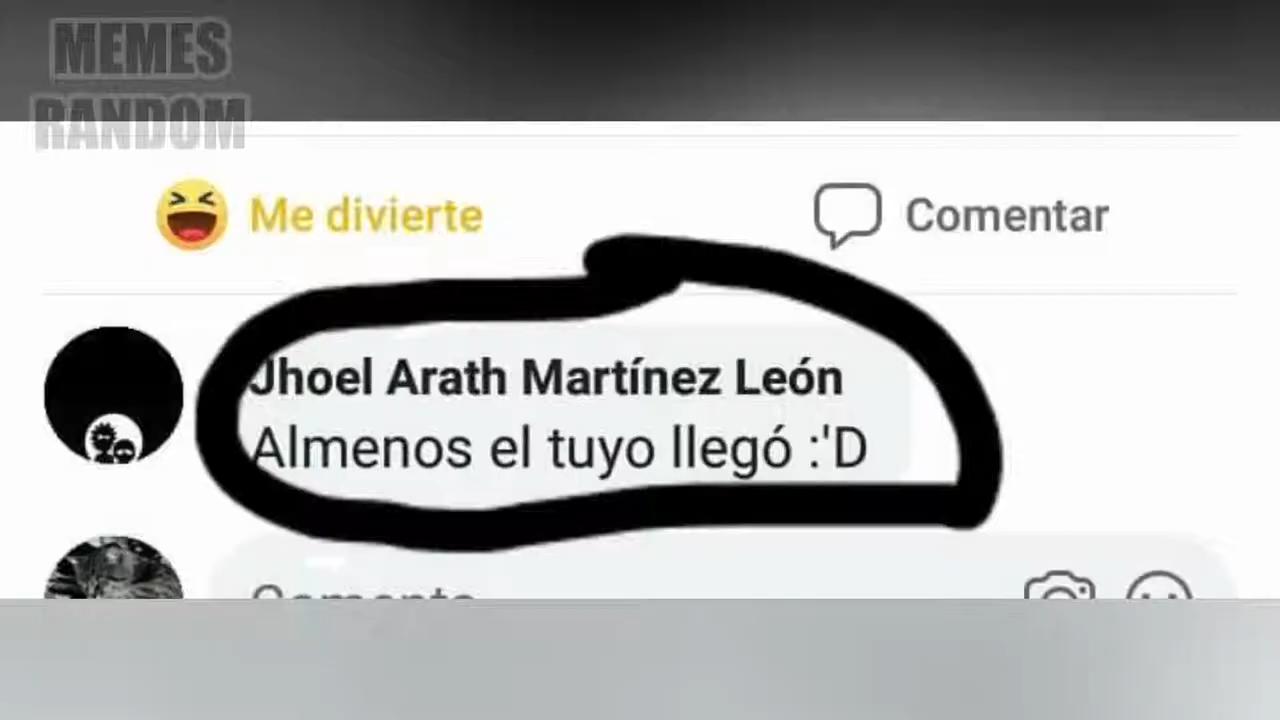 MEMES
RANDOM
Me divierte
Comentar
Jhoel Arath Martínez León
Almenos el tuyo llegó :'D